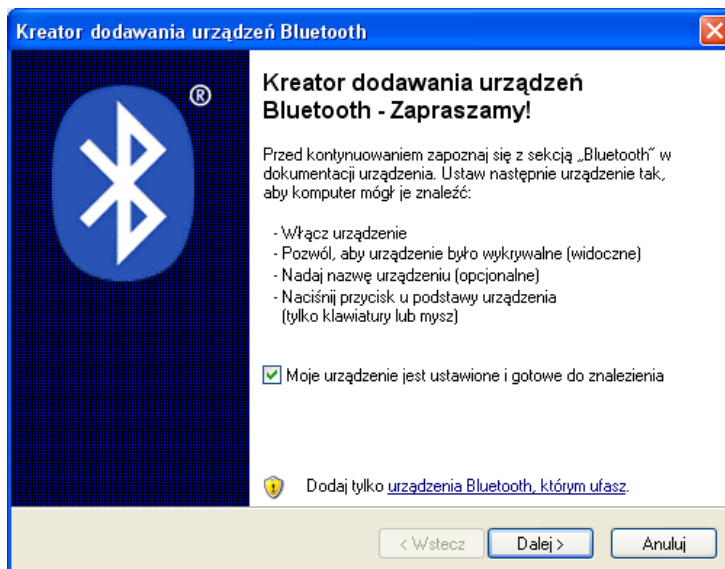 Kreator dodawania urządzeń Bluetooth
®
Kreator dodawania urządzeń
Bluetooth - Zapraszamy!
Przed kontynuowaniem zapoznaj się z sekcją „Bluetooth” w
dokumentacji urządzenia. Ustaw następnie urządzenie tak,
aby komputer mógł je znaleźć:
- Włącz urządzenie
- Pozwól, aby urządzenie było wykrywalne (widoczne)
- Nadaj nazwę urządzeniu (opcjonalne)
- Naciśnij przycisk u podstawy urządzenia
(tylko klawiatury lub mysz)
Moje urządzenie jest ustawione i gotowe do znalezienia
Dodaj tylko urządzenia Bluetooth, którym ufasz.
< Wstecz Dalej > Anuluj